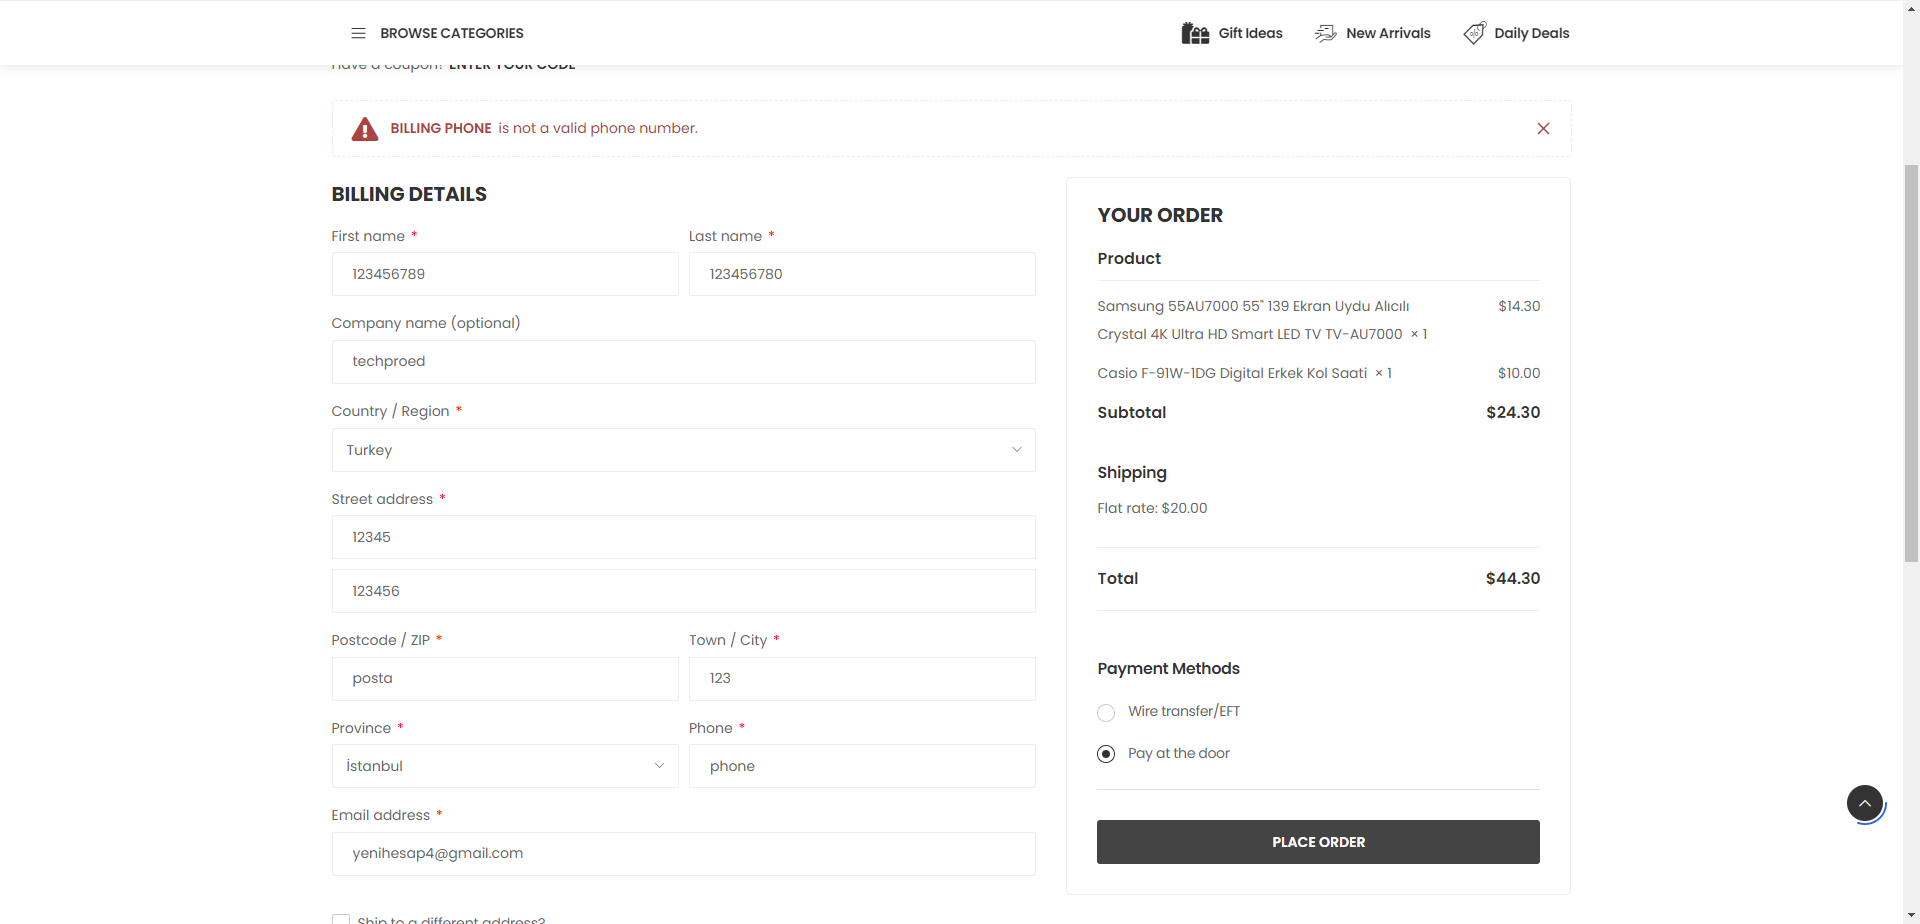 BROWSE CATEGORIES
Gift Ideas
New Arrivals
Daily Deals
Have a coupon? ENTER YOUR CODE
BILLING PHONE is not a valid phone number.
BILLING DETAILS
First name *
Last name *
123456789
123456780
Company name (optional)
techproed
Country / Region *
Turkey
Street address *
12345
123456
Postcode / ZIP *
Town / City *
posta
123
Province *
Phone *
İstanbul
phone
Email address *
yenihesap4@gmail.com
Ship to a different address?
YOUR ORDER
Product
Samsung 55AU7000 55" 139 Ekran Uydu Alıcılı
$14.30
Crystal 4K Ultra HD Smart LED TV TV-AU7000 × 1
Casio F-91W-1DG Digital Erkek Kol Saati × 1
$10.00
Subtotal
$24.30
Shipping
Flat rate: $20.00
Total
$44.30
Payment Methods
Wire transfer/EFT
Pay at the door
PLACE ORDER